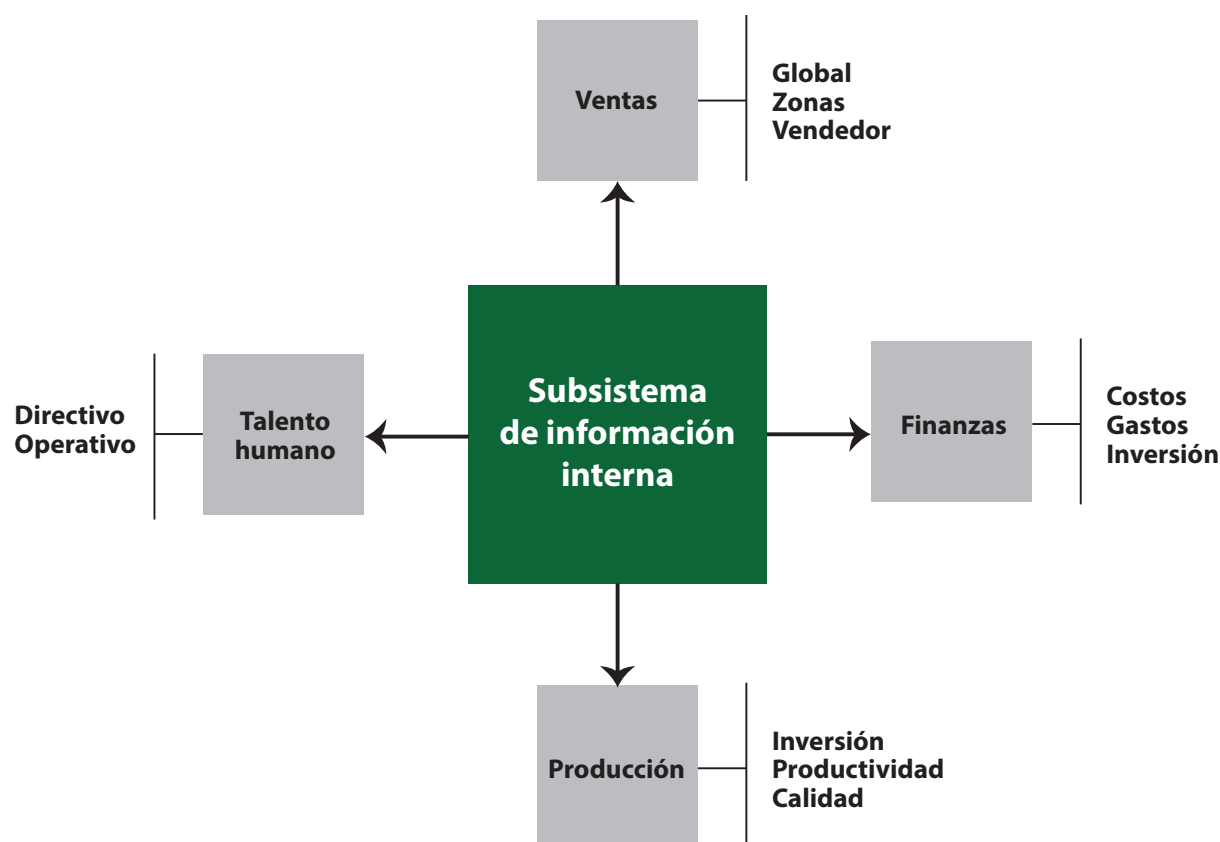 Ventas
Global
Zonas
Vendedor
Directivo
Operativo
Talento
humano
Subsistema
de información
interna
Finanzas
Costos
Gastos
Inversión
Producción
Inversión
Productividad
Calidad